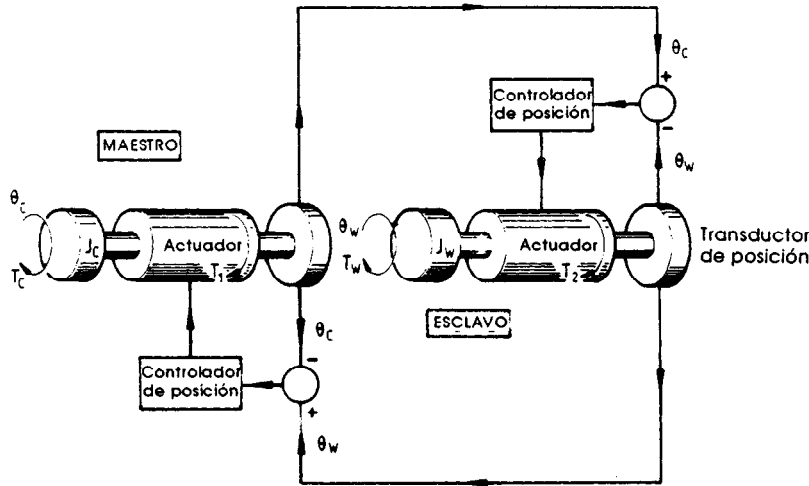 θC
+
Controlador
de posición
−
MAESTRO
θW
θC
JC
Actuador
TC
T1
θW
JW
Actuador
TW
T2
Transductor
de posición
θC
ESCLAVO
−
Controlador
de posición
+
θW